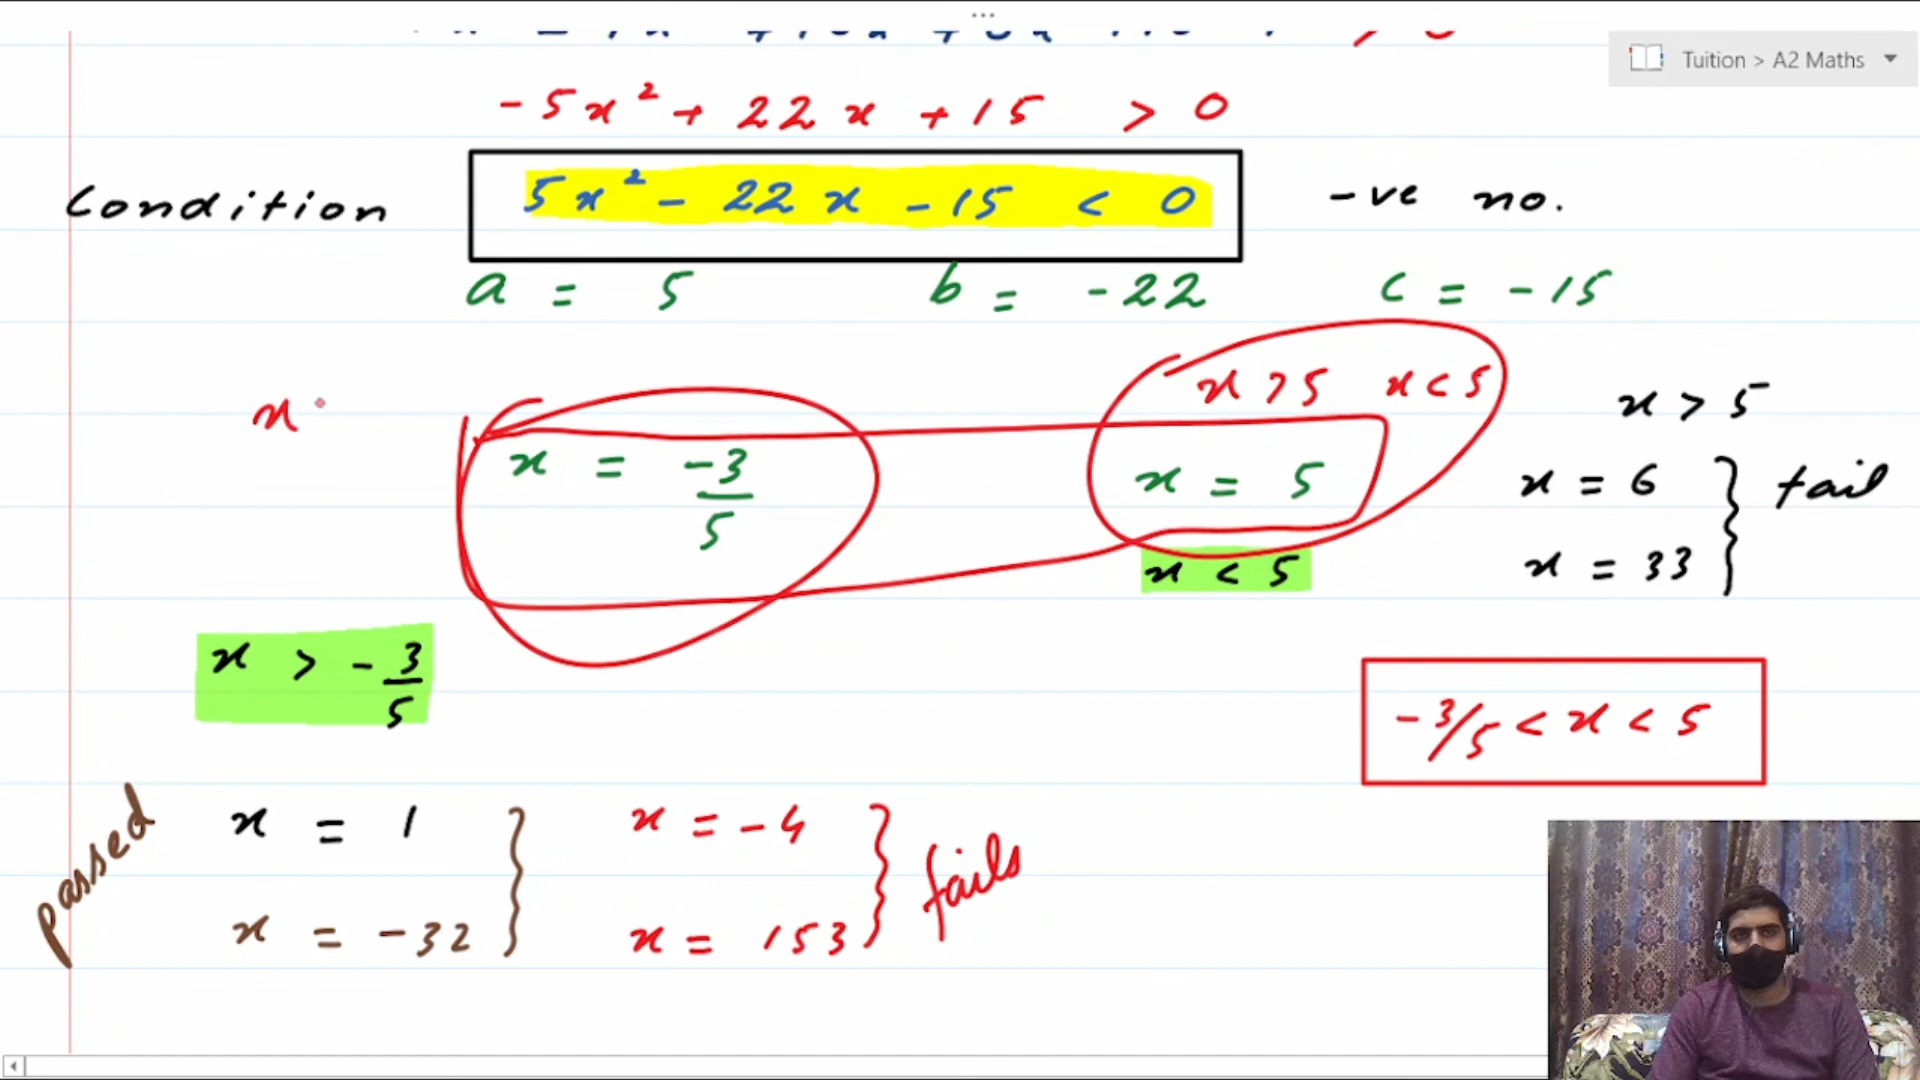 ...
Tuition > A2 Maths
-5x² + 22x + 15 > 0
Condition 5x² - 22x - 15 < 0 -ve no.
a = 5 b = -22 c = -15
x > 5 x < 5
x > 5
x
x = -3/5 x = 5
x = 6
x = 33
} fail
x < 5
x > -3/5
-3/5 < x < 5
passed
x = 1
x = -32
x = -4
x = 153
fails